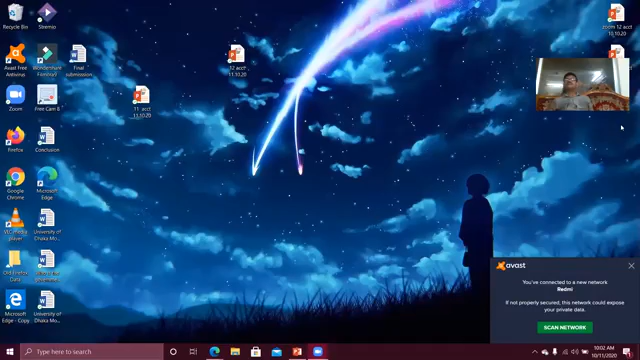 Recycle Bin
Stremio
Avast Free
Antivirus
Wondershare
Filmora9
Final
submission
12 acct
11.10.20
zoom 12 acct
10.10.20
Zoom
Free Cam 8
11 acct
13.10.20
Firefox
Conclusion
Google
Chrome
Microsoft
Edge
VLC media
player
University of
Dhaka Mo...
Old Firefox
Data
Microsoft
Edge - Copy
University of
Dhaka Mo...
avast
You've connected to a new network
Redmi
If not properly secured, this network could expose
your private data.
SCAN NETWORK
Type here to search
10:02 AM
10/11/2020